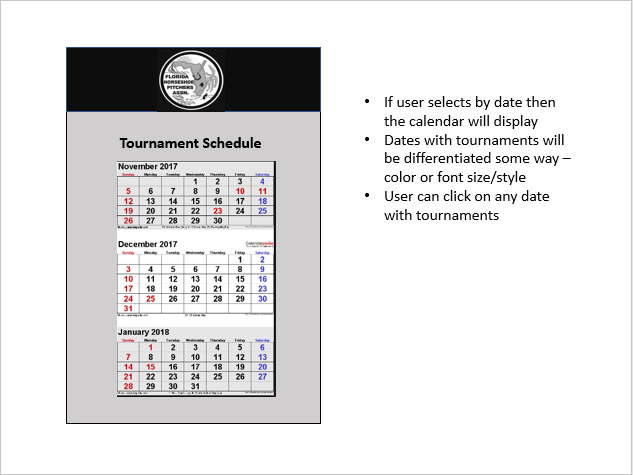 FLORIDA
HORSESHOE
PITCHERS
ASSN.
Tournament Schedule
November 2017
Sunday Monday Tuesday Wednesday Thursday Friday Saturday
1 2 3 4
5 6 7 8 9 10 11
12 13 14 15 16 17 18
19 20 21 22 23 24 25
26 27 28 29 30
December 2017
Sunday Monday Tuesday Wednesday Thursday Friday Saturday
1 2
3 4 5 6 7 8 9
10 11 12 13 14 15 16
17 18 19 20 21 22 23
24 25 26 27 28 29 30
31
January 2018
Sunday Monday Tuesday Wednesday Thursday Friday Saturday
1 2 3 4 5 6
7 8 9 10 11 12 13
14 15 16 17 18 19 20
21 22 23 24 25 26 27
28 29 30 31
• If user selects by date then
the calendar will display
• Dates with tournaments will
be differentiated some way –
color or font size/style
• User can click on any date
with tournaments